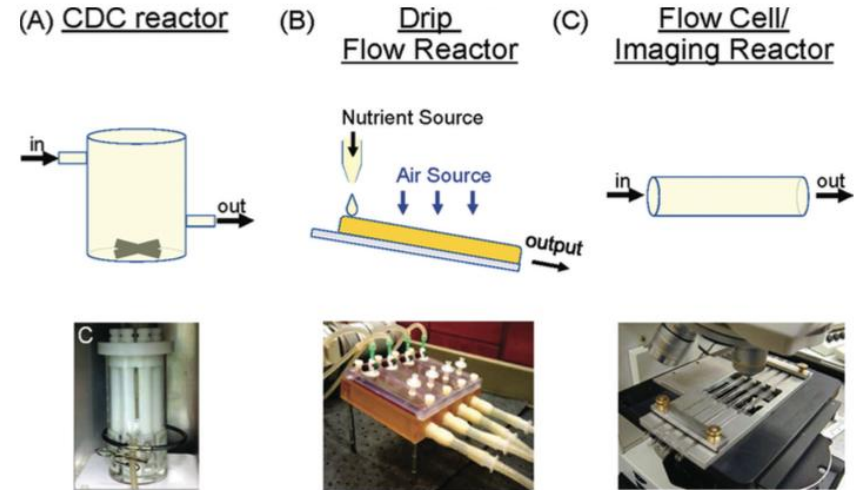 (A) CDC reactor
(B) Drip
Flow Reactor
(C) Flow Cell/
Imaging Reactor
in
out
Nutrient Source
Air Source
output
in
out
C